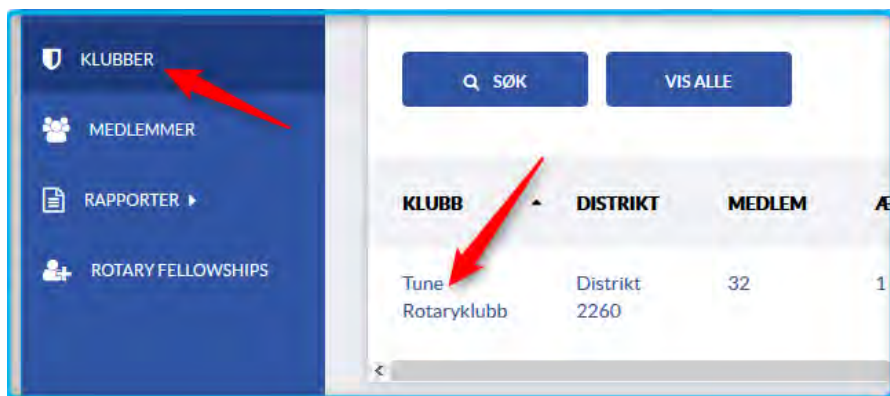 KLUBBER
MEDLEMMER
RAPPORTER
ROTARY FELLOWSHIPS
SØK
VIS ALLE
KLUBB DISTRIKT MEDLEM Æ
Tune Distrikt 32 1
Rotaryklubb 2260